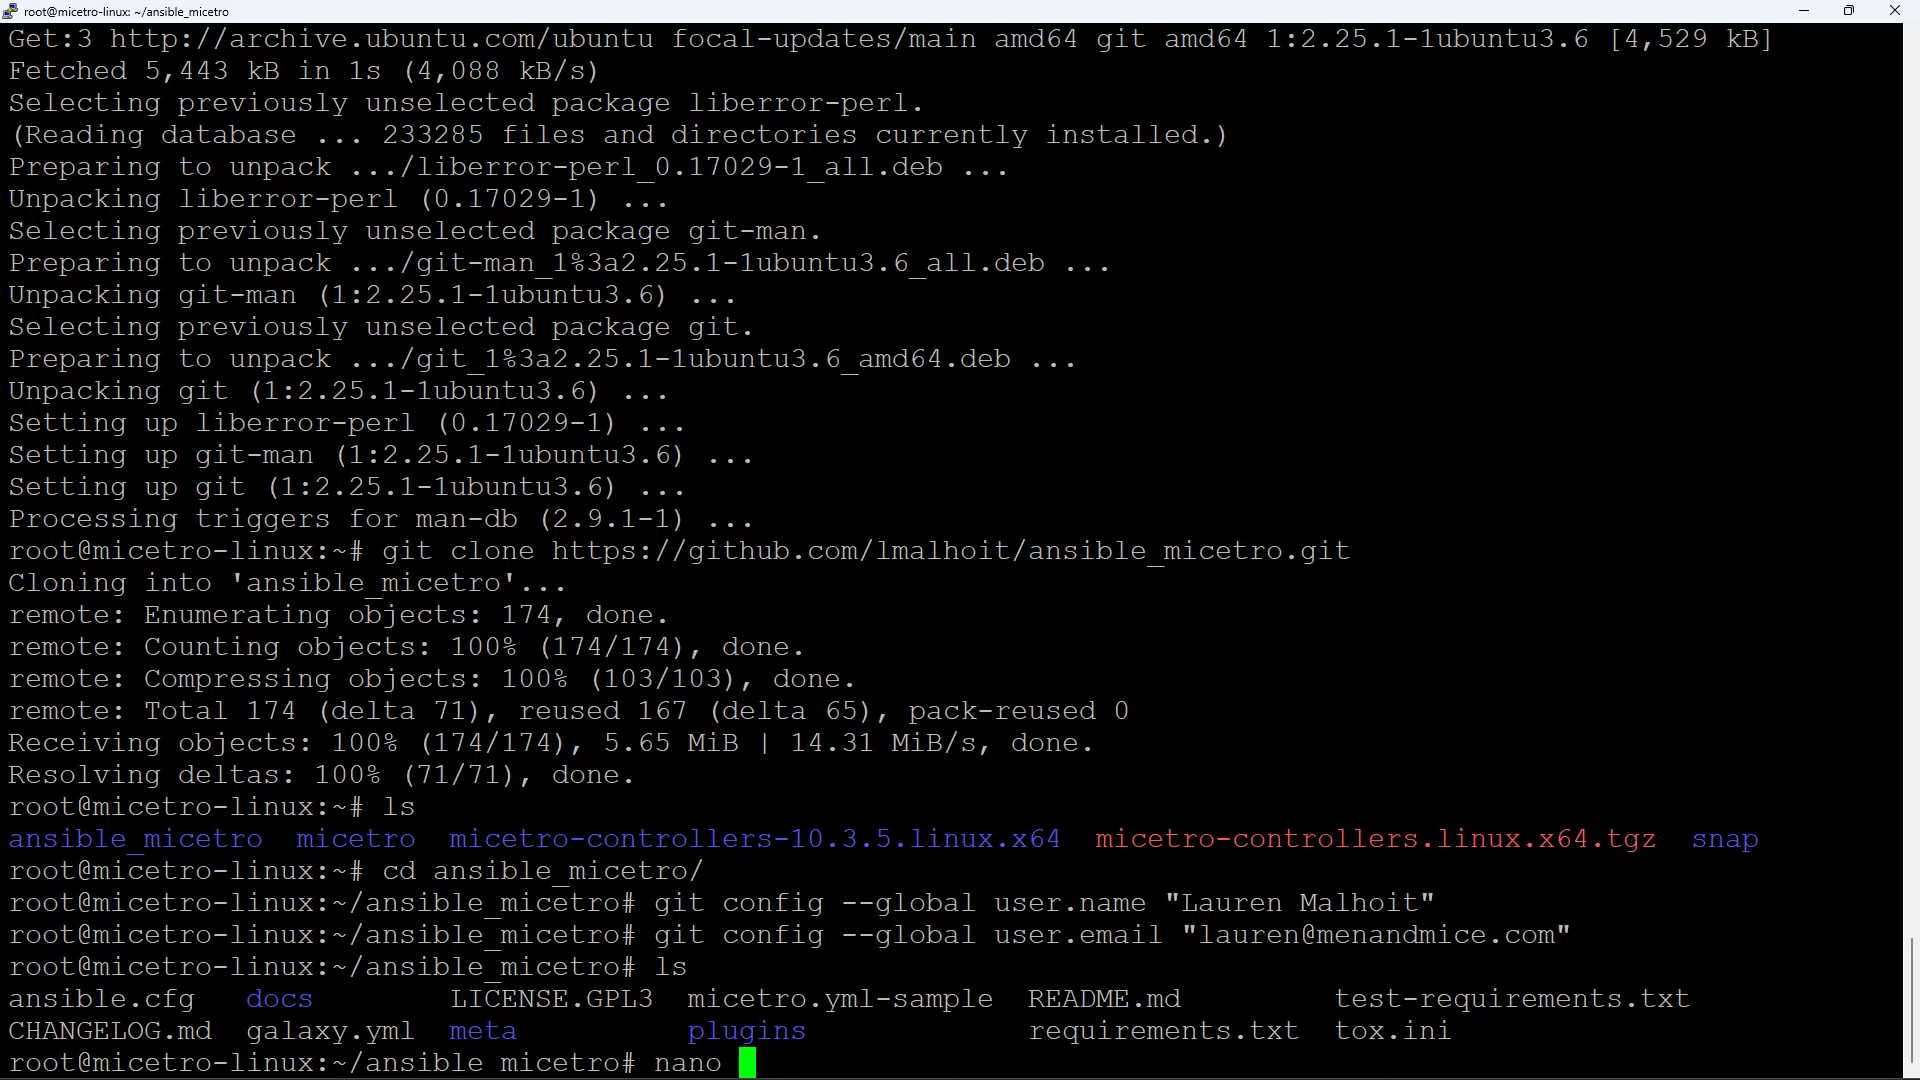 root@micetro-linux: ~/ansible_micetro
Get:3 http://archive.ubuntu.com/ubuntu focal-updates/main amd64 git amd64 1:2.25.1-1ubuntu3.6 [4,529 kB]
Fetched 5,443 kB in 1s (4,088 kB/s)
Selecting previously unselected package liberror-perl.
(Reading database ... 233285 files and directories currently installed.)
Preparing to unpack .../liberror-perl_0.17029-1_all.deb ...
Unpacking liberror-perl (0.17029-1) ...
Selecting previously unselected package git-man.
Preparing to unpack .../git-man_1%3a2.25.1-1ubuntu3.6_all.deb ...
Unpacking git-man (1:2.25.1-1ubuntu3.6) ...
Selecting previously unselected package git.
Preparing to unpack .../git_1%3a2.25.1-1ubuntu3.6_amd64.deb ...
Unpacking git (1:2.25.1-1ubuntu3.6) ...
Setting up liberror-perl (0.17029-1) ...
Setting up git-man (1:2.25.1-1ubuntu3.6) ...
Setting up git (1:2.25.1-1ubuntu3.6) ...
Processing triggers for man-db (2.9.1-1) ...
root@micetro-linux:~# git clone https://github.com/lmalhoit/ansible_micetro.git
Cloning into 'ansible_micetro'...
remote: Enumerating objects: 174, done.
remote: Counting objects: 100% (174/174), done.
remote: Compressing objects: 100% (103/103), done.
remote: Total 174 (delta 71), reused 167 (delta 65), pack-reused 0
Receiving objects: 100% (174/174), 5.65 MiB | 14.31 MiB/s, done.
Resolving deltas: 100% (71/71), done.
root@micetro-linux:~# ls
ansible_micetro  micetro  micetro-controllers-10.3.5.linux.x64  micetro-controllers.linux.x64.tgz  snap
root@micetro-linux:~# cd ansible_micetro/
root@micetro-linux:~/ansible_micetro# git config --global user.name "Lauren Malhoit"
root@micetro-linux:~/ansible_micetro# git config --global user.email "lauren@menandmice.com"
root@micetro-linux:~/ansible_micetro# ls
ansible.cfg   docs        LICENSE.GPL3  micetro.yml-sample  README.md         test-requirements.txt
CHANGELOG.md  galaxy.yml  meta          plugins             requirements.txt  tox.ini
root@micetro-linux:~/ansible_micetro# nano